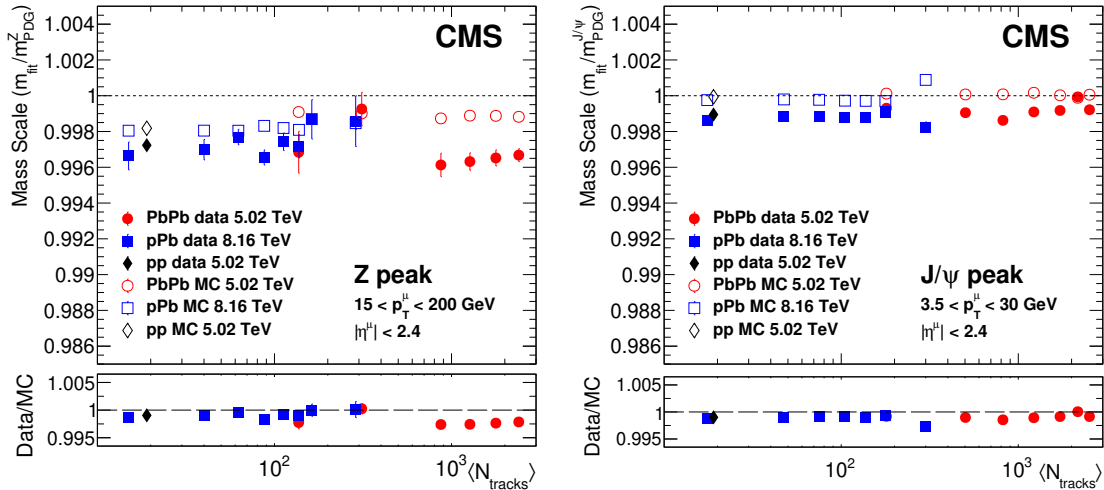 Mass Scale (m_fit/m^Z_PDG)
1.004
1.002
1
0.998
0.996
0.994
0.992
0.99
0.988
0.986
CMS
PbPb data 5.02 TeV
pPb data 8.16 TeV
pp data 5.02 TeV
PbPb MC 5.02 TeV
pPb MC 8.16 TeV
pp MC 5.02 TeV
Z peak
15 < p_T^μ < 200 GeV
|η^μ| < 2.4
Data/MC
1.005
1
0.995
10^2
10^3
⟨N_tracks⟩
Mass Scale (m_fit/m^J/ψ_PDG)
1.004
1.002
1
0.998
0.996
0.994
0.992
0.99
0.988
0.986
CMS
PbPb data 5.02 TeV
pPb data 8.16 TeV
pp data 5.02 TeV
PbPb MC 5.02 TeV
pPb MC 8.16 TeV
pp MC 5.02 TeV
J/ψ peak
3.5 < p_T^μ < 30 GeV
|η^μ| < 2.4
Data/MC
1.005
1
0.995
10^2
10^3
⟨N_tracks⟩